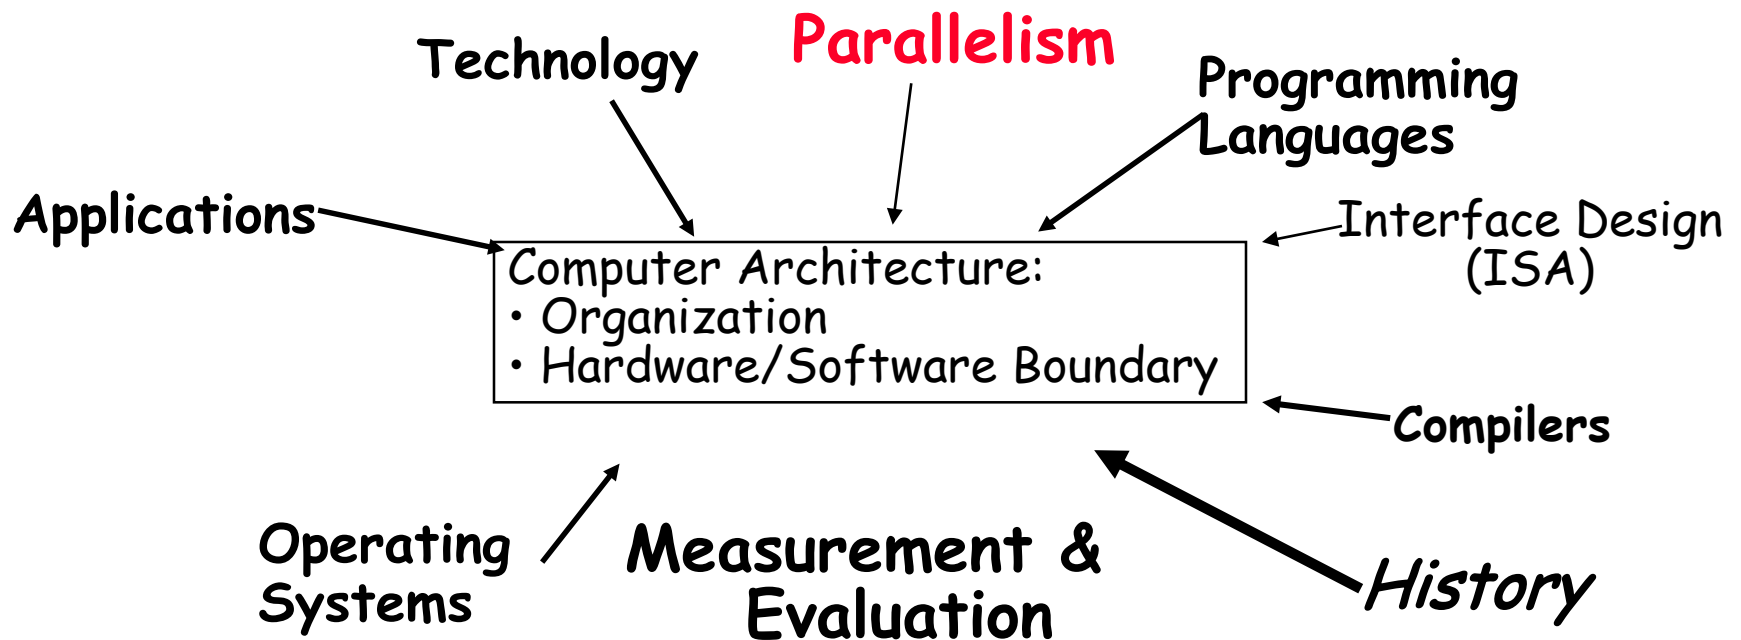 Parallelism
Technology
Programming
Languages
Applications
Interface Design
(ISA)
Computer Architecture:
• Organization
• Hardware/Software Boundary
Compilers
Operating
Systems
Measurement &
Evaluation
History